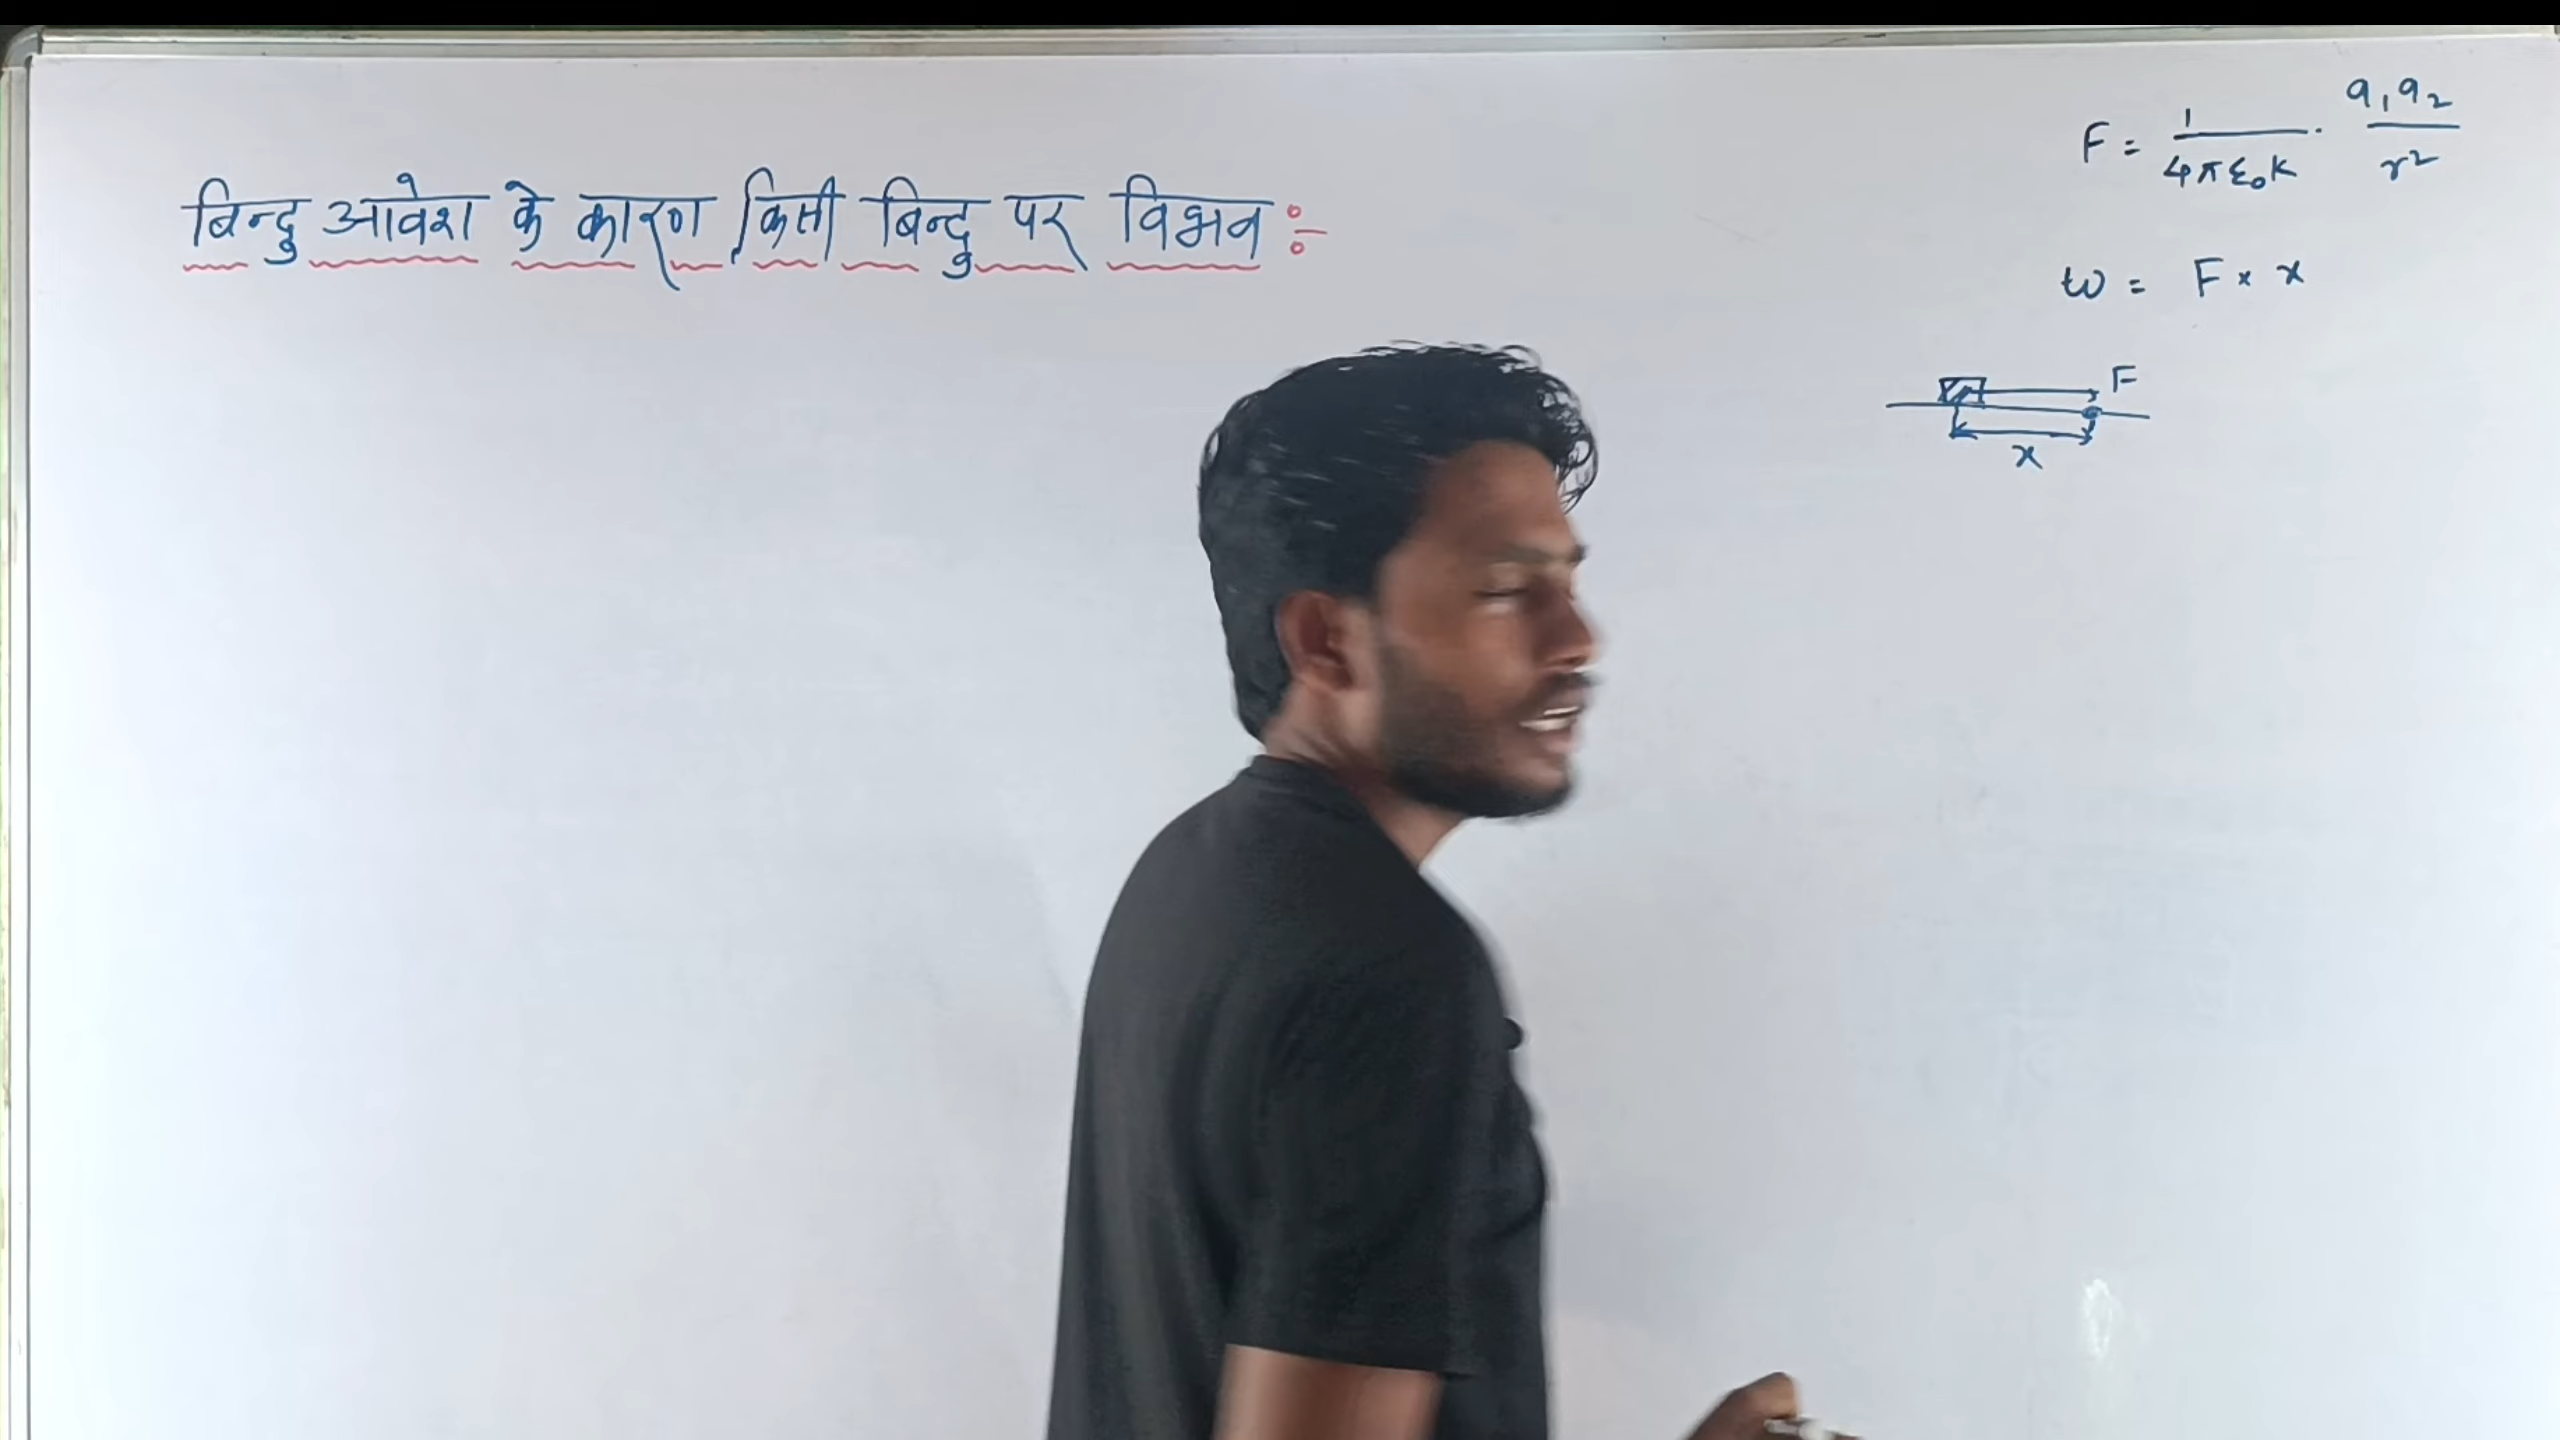 बिन्दु आवेश के कारण किसी बिन्दु पर विभव :-
F = 1/4πε₀k · q₁q₂/r²
W = F × x
F
x